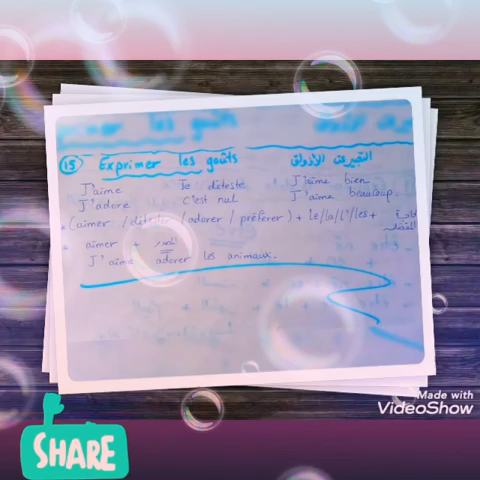 15 Exprimer les goûts التعبير عن الأذواق
J'aime Je déteste J'aime bien
J'adore C'est nul J'aime beaucoup.
* (aimer / détester / adorer / préférer) + le/la/l'/les +
* aimer +
J'aime adorer les animaux.
SHARE
Made with
VideoShow